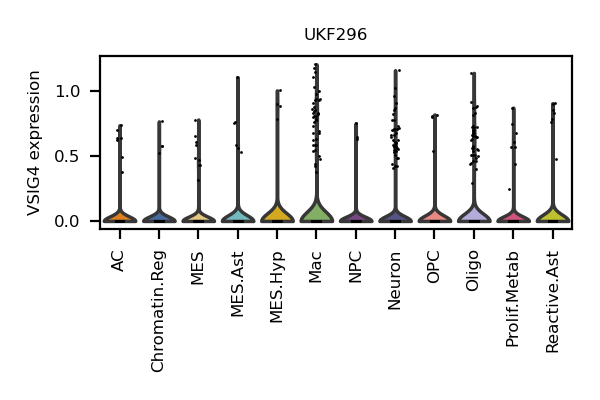 UKF296
VSIG4 expression
1.0
0.5
0.0
AC
Chromatin.Reg
MES
MES.Ast
MES.Hyp
Mac
NPC
Neuron
OPC
Oligo
Prolif.Metab
Reactive.Ast